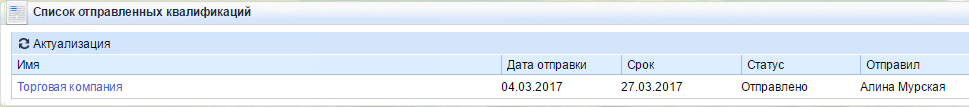 Список отправленных квалификаций
Актуализация
Имя Дата отправки Срок Статус Отправил
Торговая компания 04.03.2017 27.03.2017 Отправлено Алина Мурская